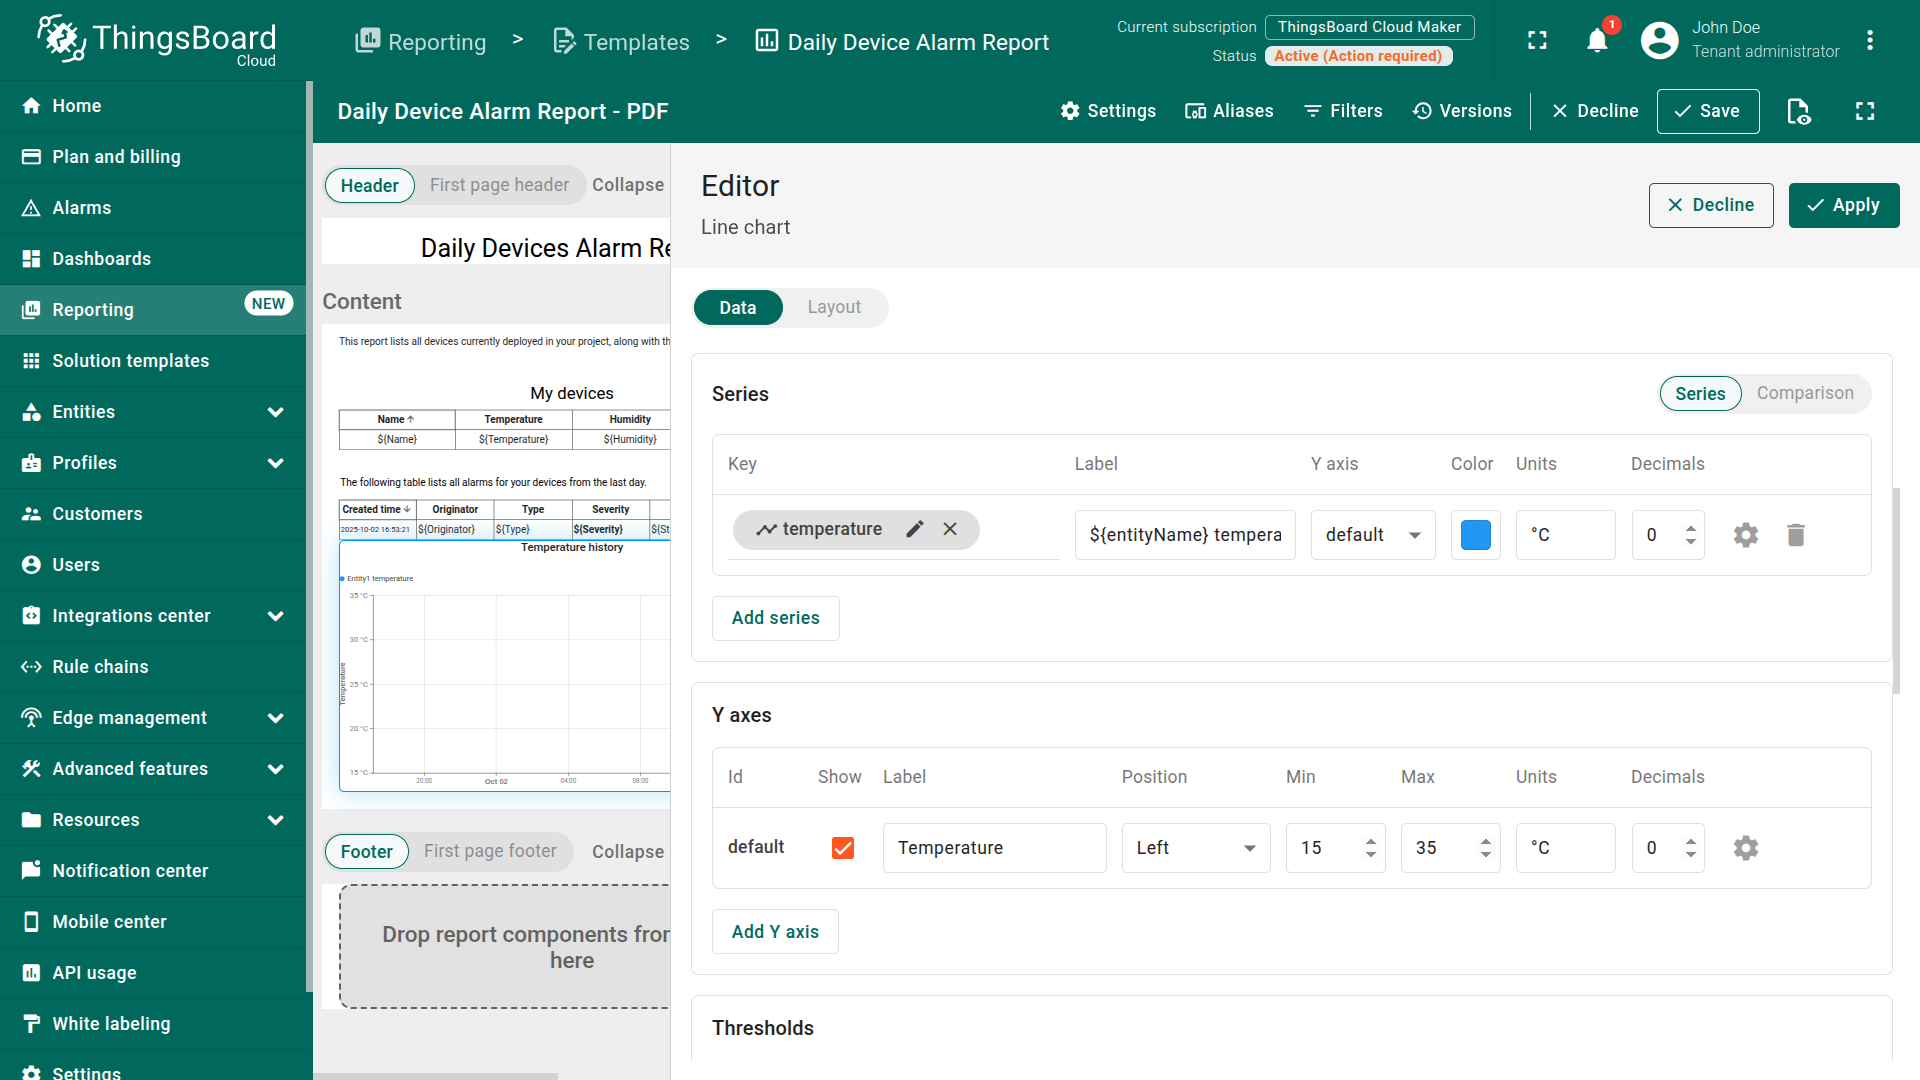 ThingsBoard
Cloud
Reporting > Templates > Daily Device Alarm Report
Current subscription ThingsBoard Cloud Maker
Status Active (Action required)
1
John Doe
Tenant administrator
Home
Plan and billing
Alarms
Dashboards
Reporting NEW
Solution templates
Entities
Profiles
Customers
Users
Integrations center
Rule chains
Edge management
Advanced features
Resources
Notification center
Mobile center
API usage
White labeling
Settings
Daily Device Alarm Report - PDF
Settings Aliases Filters Versions Decline Save
Header First page header Collapse
Daily Devices Alarm Re
Content
This report lists all devices currently deployed in your project, along with th
My devices
Name Temperature Humidity
${Name} ${Temperature} ${Humidity}
The following table lists all alarms for your devices from the last day.
Created time Originator Type Severity
2025-10-02 16:53:21 ${Originator} ${Type} ${Severity} ${St
Temperature history
Entity1 temperature
35 °C
30 °C
25 °C
20 °C
15 °C
Temperature
20:00 Oct 02 04:00 08:00
Footer First page footer Collapse
Drop report components from
here
Editor
Line chart
Decline Apply
Data Layout
Series
Series Comparison
Key Label Y axis Color Units Decimals
temperature ${entityName} tempera default °C 0
Add series
Y axes
Id Show Label Position Min Max Units Decimals
default Temperature Left 15 35 °C 0
Add Y axis
Thresholds